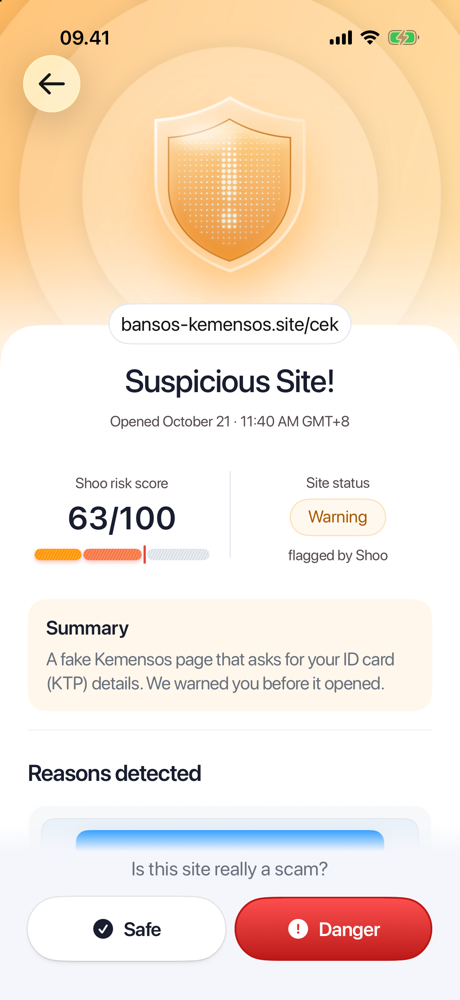 09.41
bansos-kemensos.site/cek
Suspicious Site!
Opened October 21 · 11:40 AM GMT+8
Shoo risk score
63/100
Site status
Warning
flagged by Shoo
Summary
A fake Kemensos page that asks for your ID card
(KTP) details. We warned you before it opened.
Reasons detected
Is this site really a scam?
Safe
Danger